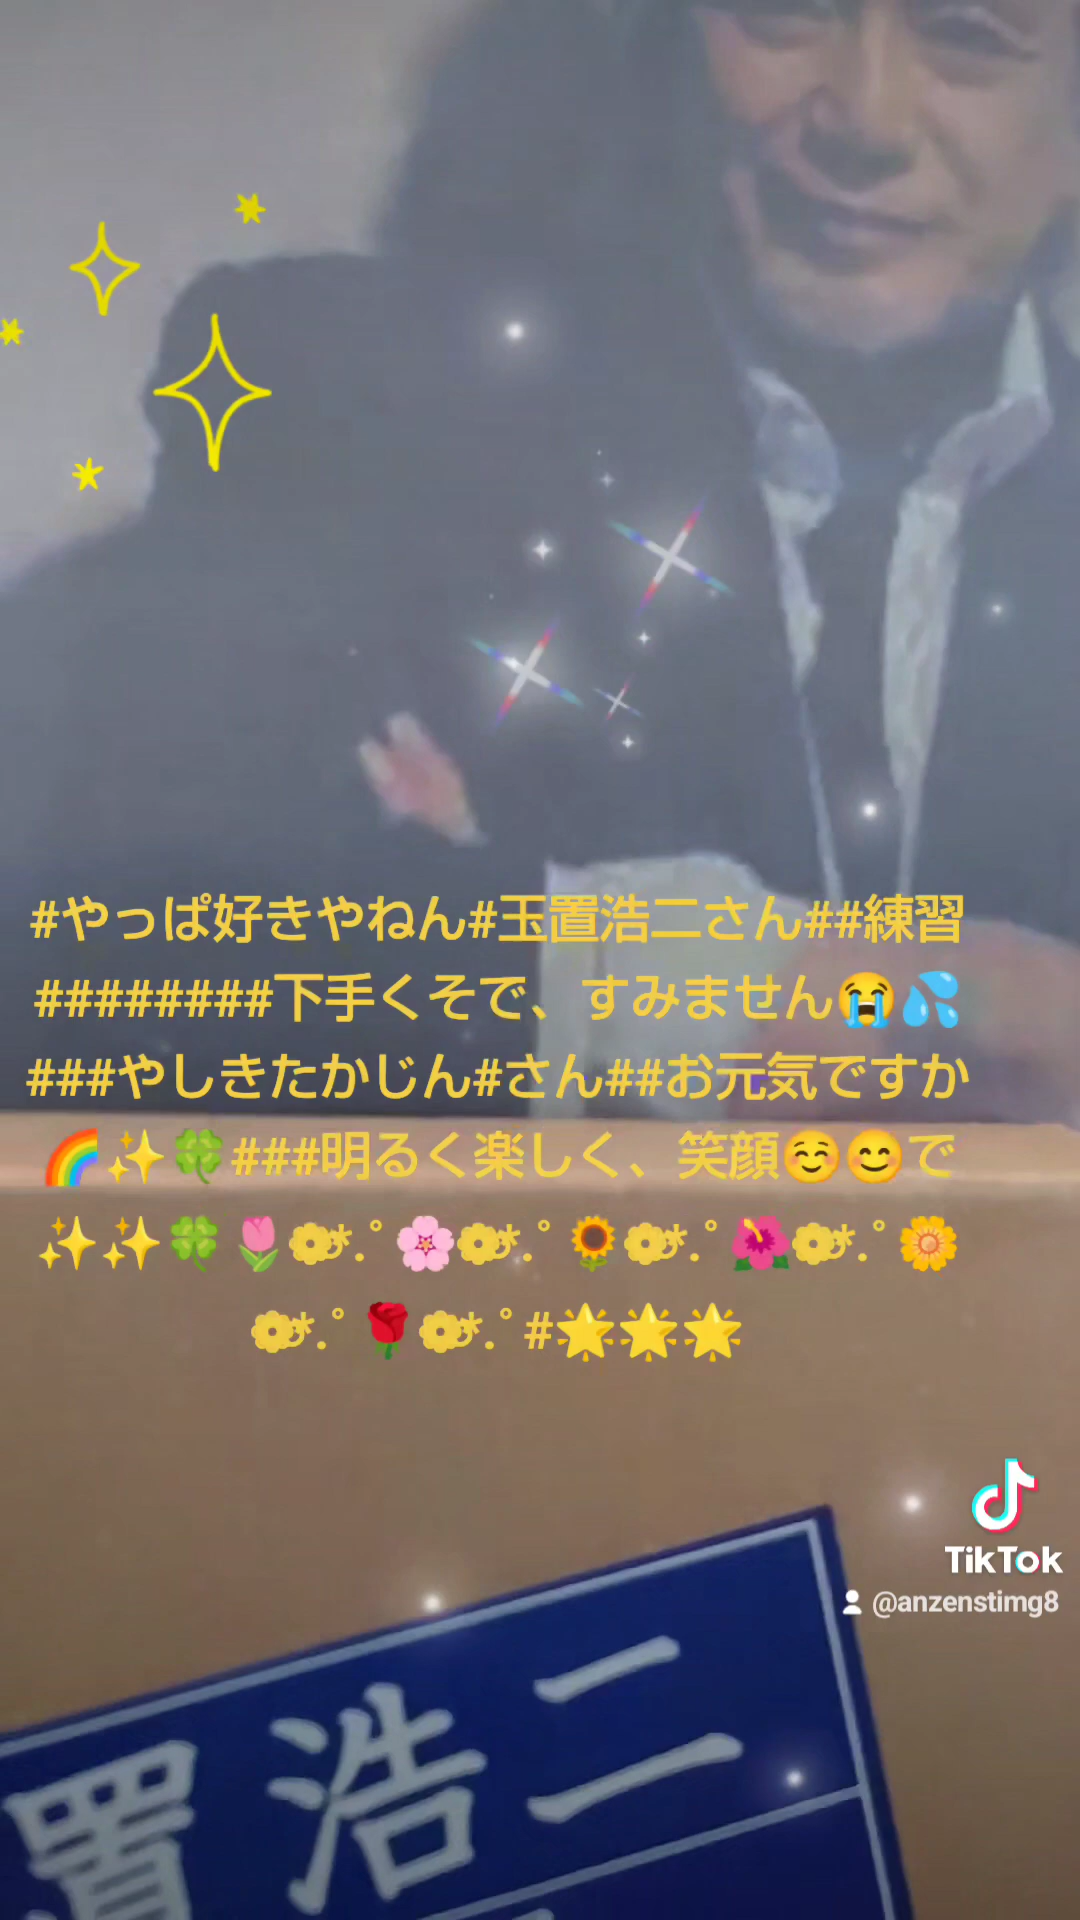 #やっぱ好きやねん#玉置浩二さん##練習
########下手くそで、すみません😭💦
###やしきたかじん#さん##お元気ですか
🌈✨🍀###明るく楽しく、笑顔☺️😊で
✨✨🍀🌷❁⃘*.ﾟ🌸❁⃘*.ﾟ🌻❁⃘*.ﾟ🌺❁⃘*.ﾟ🌼
❁⃘*.ﾟ🌹❁⃘*.ﾟ#🌟🌟🌟
TikTok
@anzenstimg8
置浩二